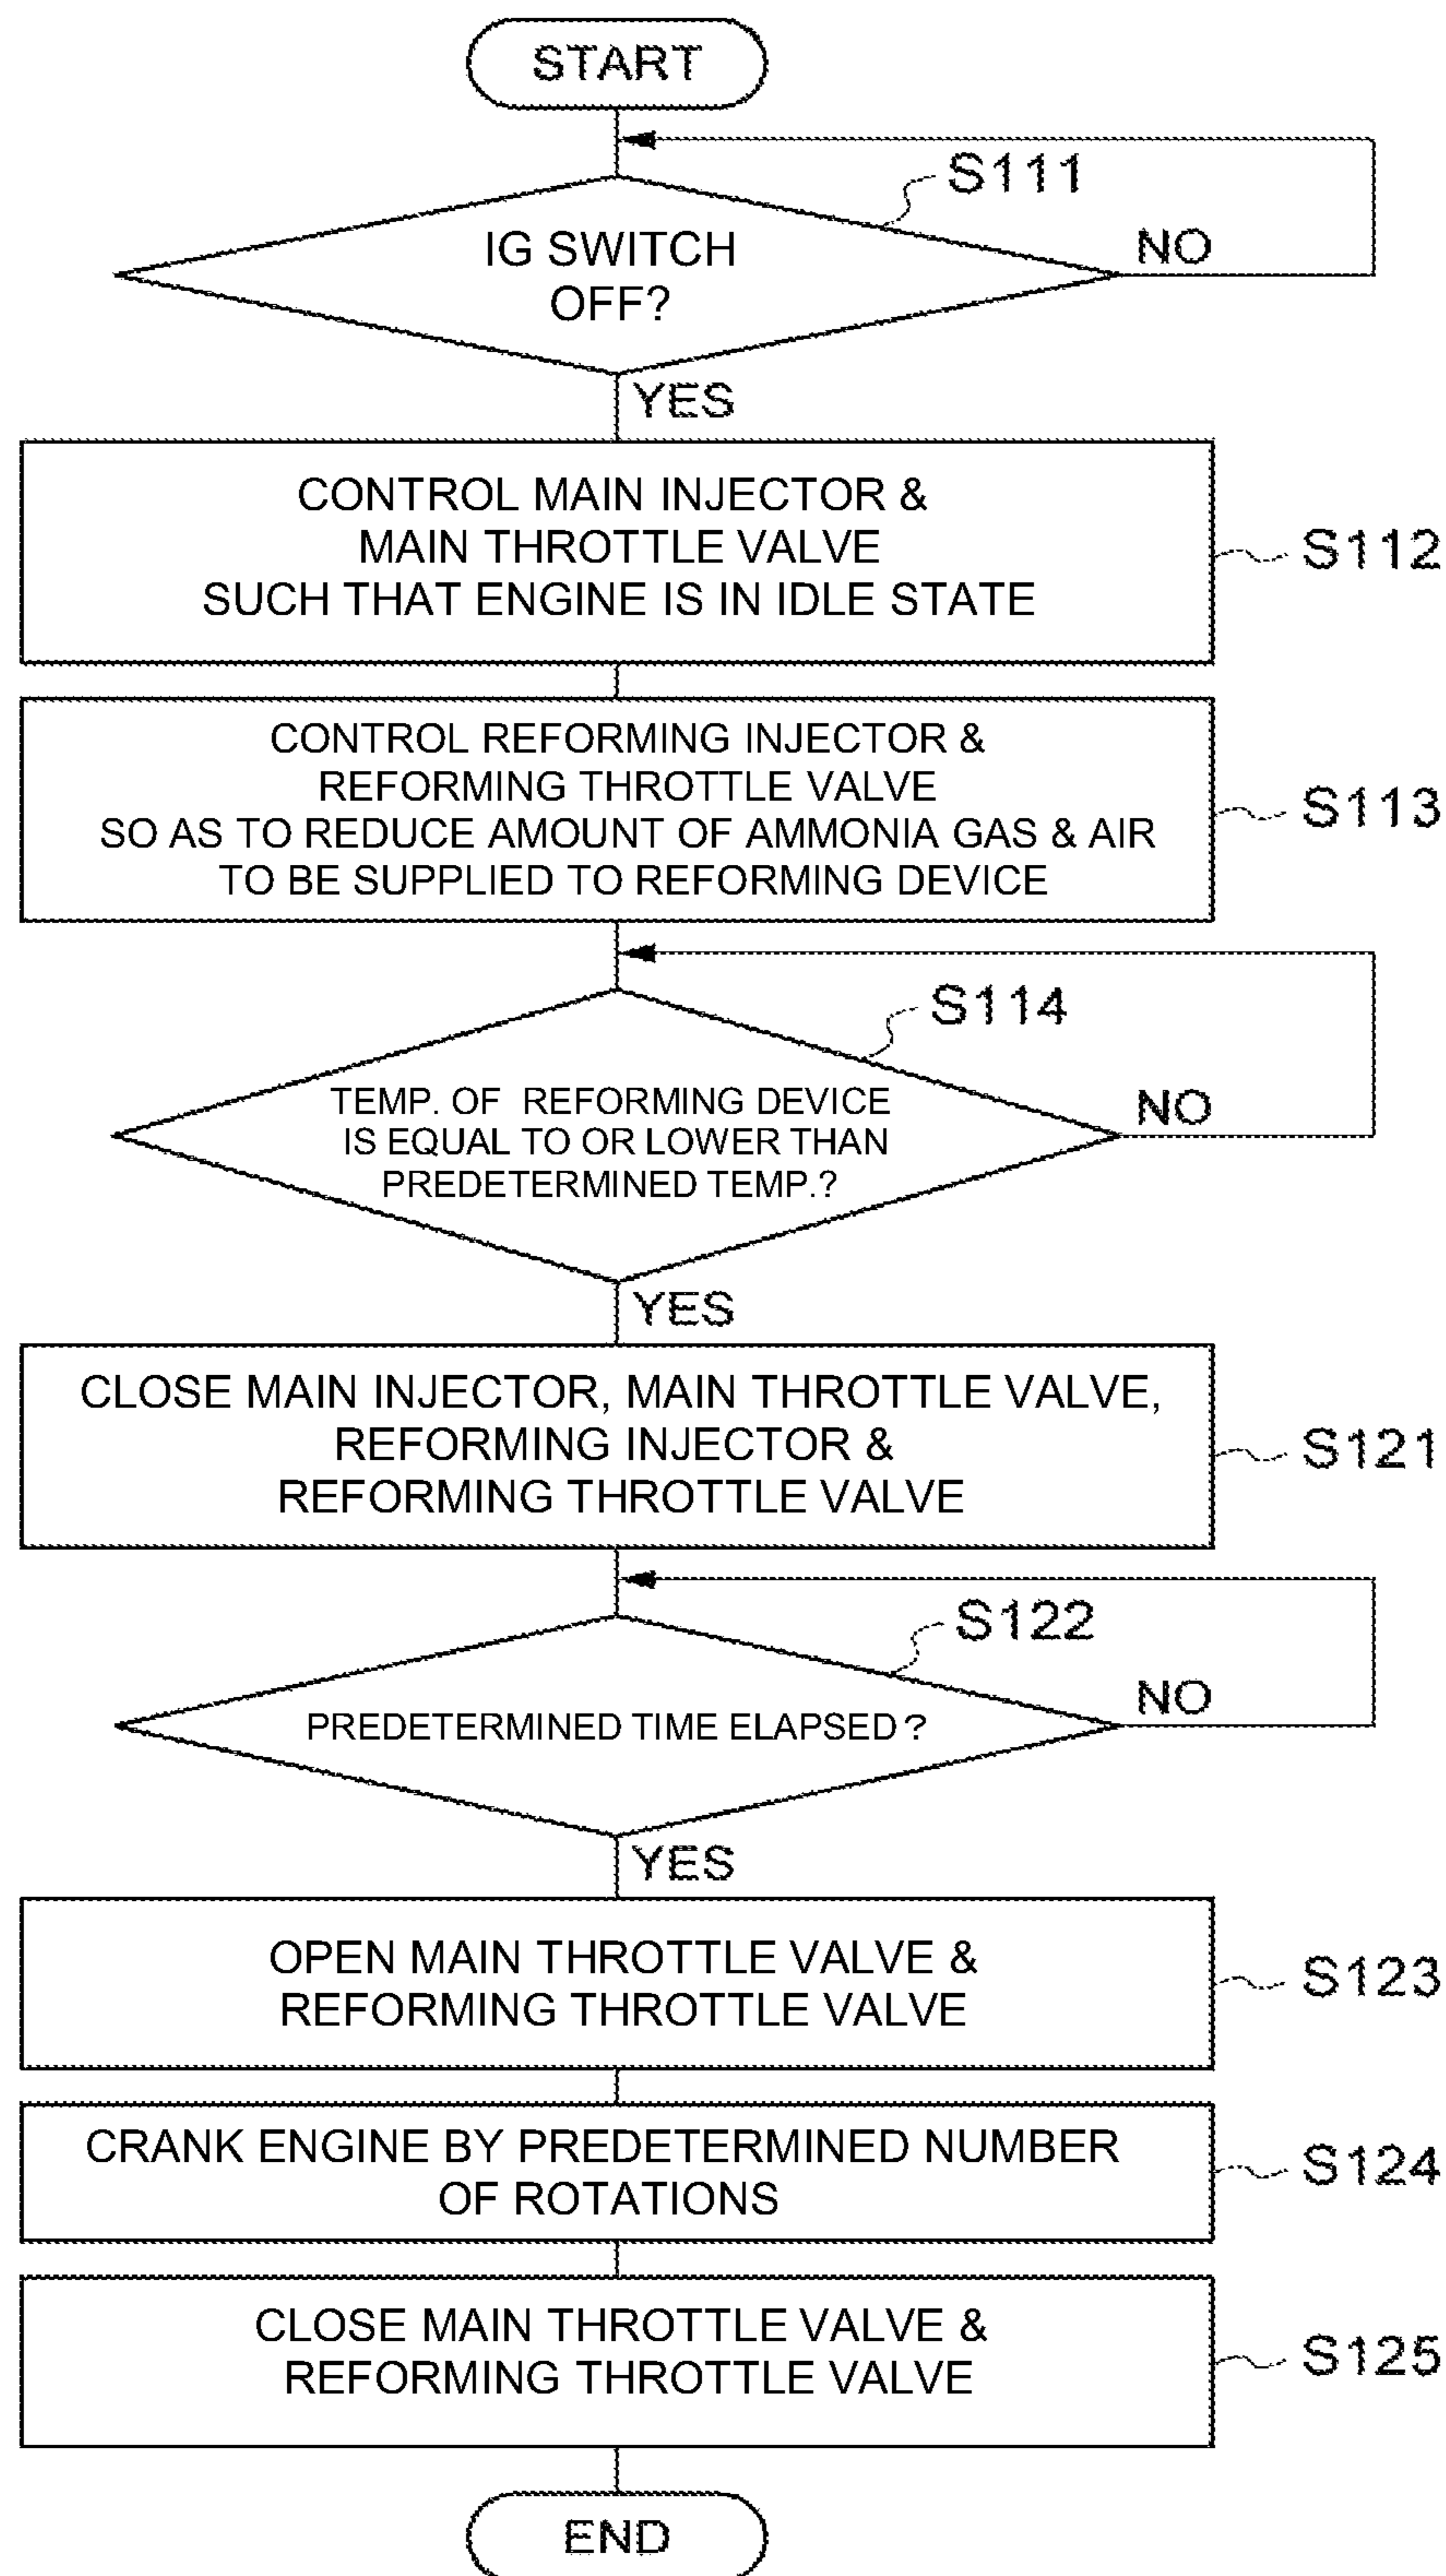 START
S111
IG SWITCH
OFF?
NO
YES
CONTROL MAIN INJECTOR &
MAIN THROTTLE VALVE
SUCH THAT ENGINE IS IN IDLE STATE
S112
CONTROL REFORMING INJECTOR &
REFORMING THROTTLE VALVE
SO AS TO REDUCE AMOUNT OF AMMONIA GAS & AIR
TO BE SUPPLIED TO REFORMING DEVICE
S113
S114
TEMP. OF REFORMING DEVICE
IS EQUAL TO OR LOWER THAN
PREDETERMINED TEMP.?
NO
YES
CLOSE MAIN INJECTOR, MAIN THROTTLE VALVE,
REFORMING INJECTOR &
REFORMING THROTTLE VALVE
S121
S122
PREDETERMINED TIME ELAPSED?
NO
YES
OPEN MAIN THROTTLE VALVE &
REFORMING THROTTLE VALVE
S123
CRANK ENGINE BY PREDETERMINED NUMBER
OF ROTATIONS
S124
CLOSE MAIN THROTTLE VALVE &
REFORMING THROTTLE VALVE
S125
END